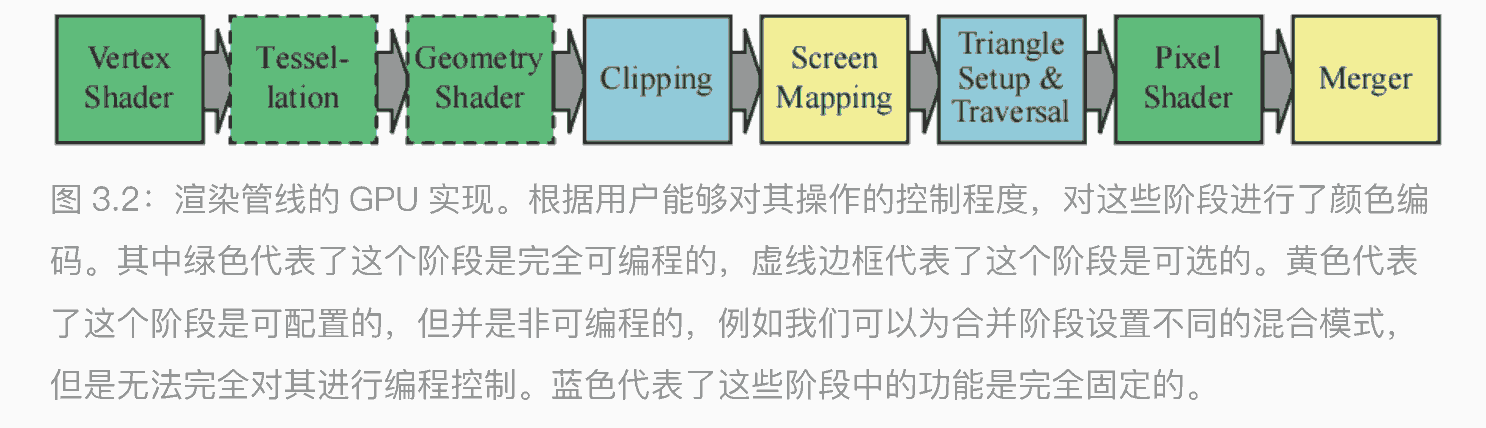 Vertex Shader
Tessel-lation
Geometry Shader
Clipping
Screen Mapping
Triangle Setup & Traversal
Pixel Shader
Merger
图 3.2：渲染管线的 GPU 实现。根据用户能够对其操作的控制程度，对这些阶段进行了颜色编
码。其中绿色代表了这个阶段是完全可编程的，虚线边框代表了这个阶段是可选的。黄色代表
了这个阶段是可配置的，但并是非可编程的，例如我们可以为合并阶段设置不同的混合模式，
但是无法完全对其进行编程控制。蓝色代表了这些阶段中的功能是完全固定的。